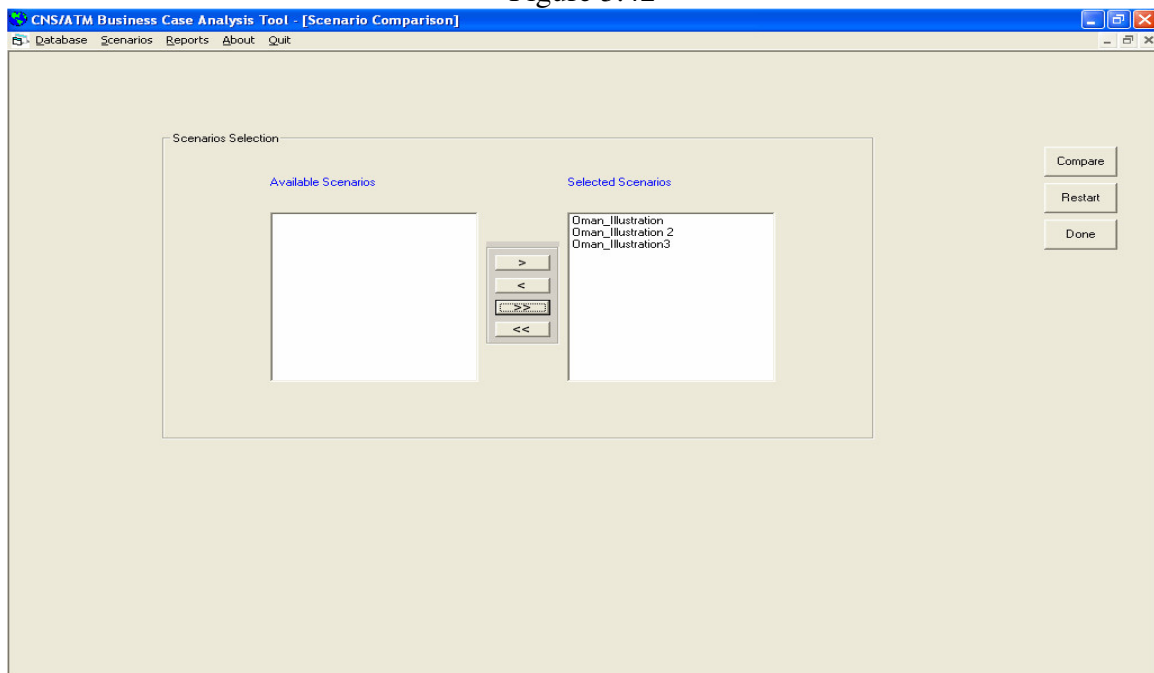 CNS/ATM Business Case Analysis Tool - [Scenario Comparison]
Database Scenarios Reports About Quit
Scenarios Selection
Available Scenarios Selected Scenarios
Oman_Illustration
Oman_Illustration 2
Oman_Illustration3
>
<
>>
<<
Compare
Restart
Done